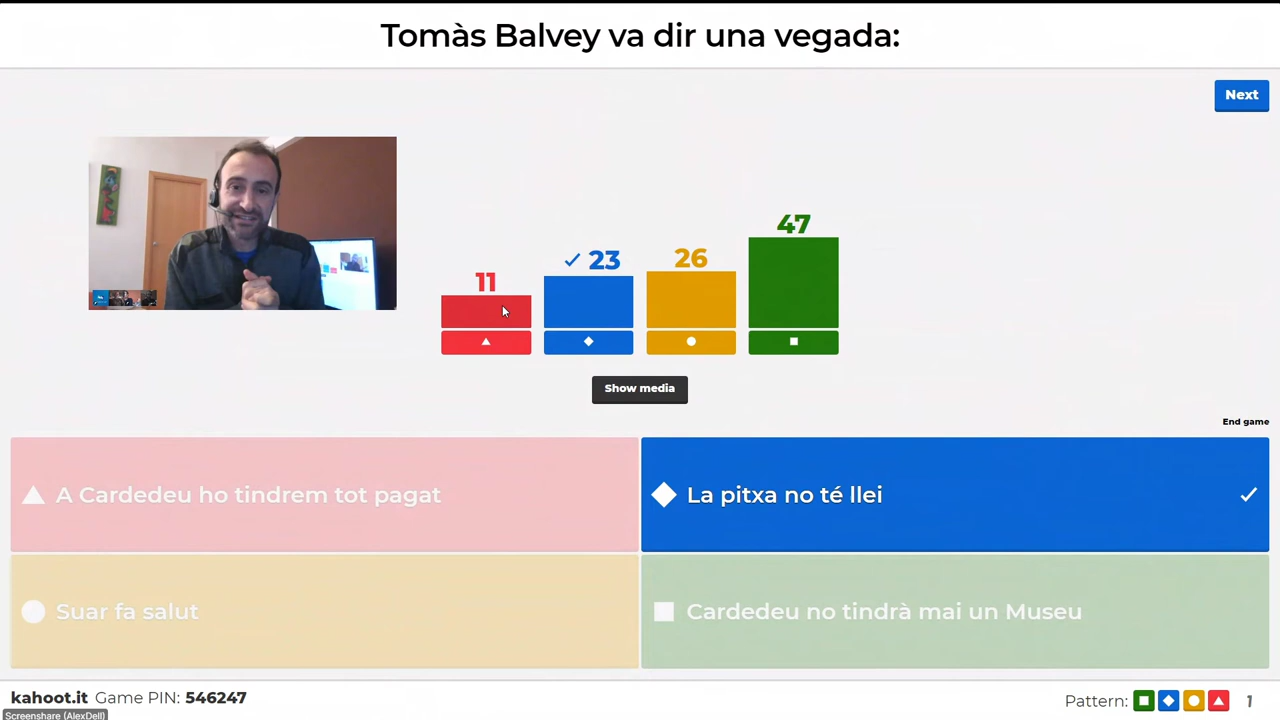 Tomàs Balvey va dir una vegada:
Next
11
23
26
47
Show media
End game
A Cardedeu ho tindrem tot pagat
La pitxa no té llei
Suar fa salut
Cardedeu no tindrà mai un Museu
kahoot.it Game PIN: 546247
Pattern: 1
Screenshare (AlexDell)